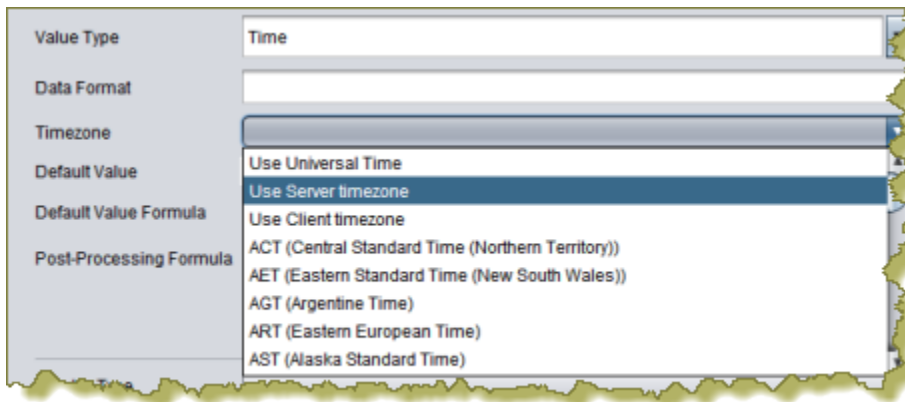 Value Type
Time
Data Format
Timezone
Default Value
Default Value Formula
Post-Processing Formula
Use Universal Time
Use Server timezone
Use Client timezone
ACT (Central Standard Time (Northern Territory))
AET (Eastern Standard Time (New South Wales))
AGT (Argentine Time)
ART (Eastern European Time)
AST (Alaska Standard Time)